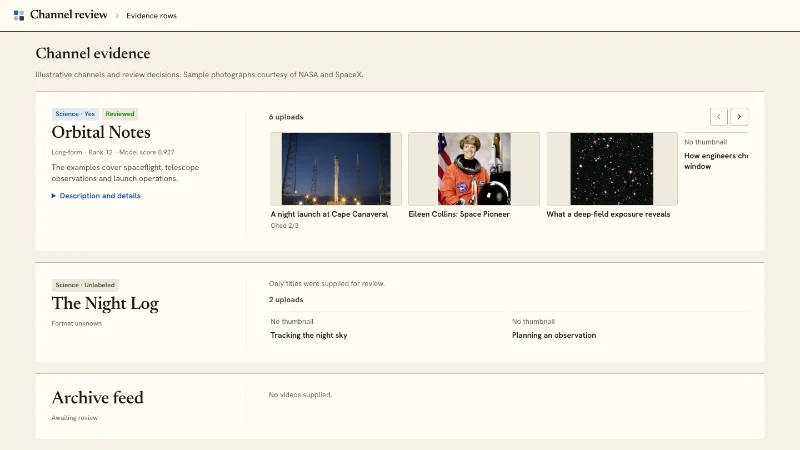 Channel review › Evidence rows
Channel evidence
Illustrative channels and review decisions. Sample photographs courtesy of NASA and SpaceX.
Science · Yes Reviewed
Orbital Notes
Long-form · Rank 12 · Model score 0.927
The examples cover spaceflight, telescope
observations and launch operations.
Description and details
6 uploads
A night launch at Cape Canaveral
Cited 2/3
Eileen Collins: Space Pioneer
What a deep-field exposure reveals
No thumbnail
How engineers
window
Science · Unlabeled
The Night Log
Format unknown
Only titles were supplied for review.
2 uploads
No thumbnail
Tracking the night sky
No thumbnail
Planning an observation
Archive feed
Awaiting review
No videos supplied.